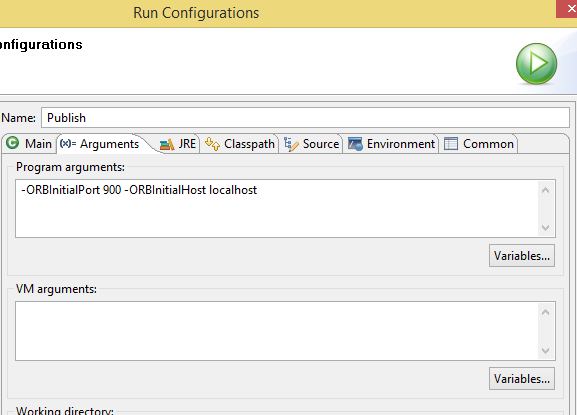 Run Configurations
onfigurations
Name: Publish
Main (x)= Arguments JRE Classpath Source Environment Common
Program arguments:
-ORBInitialPort 900 -ORBInitialHost localhost
Variables...
VM arguments:
Variables...
Working directory: